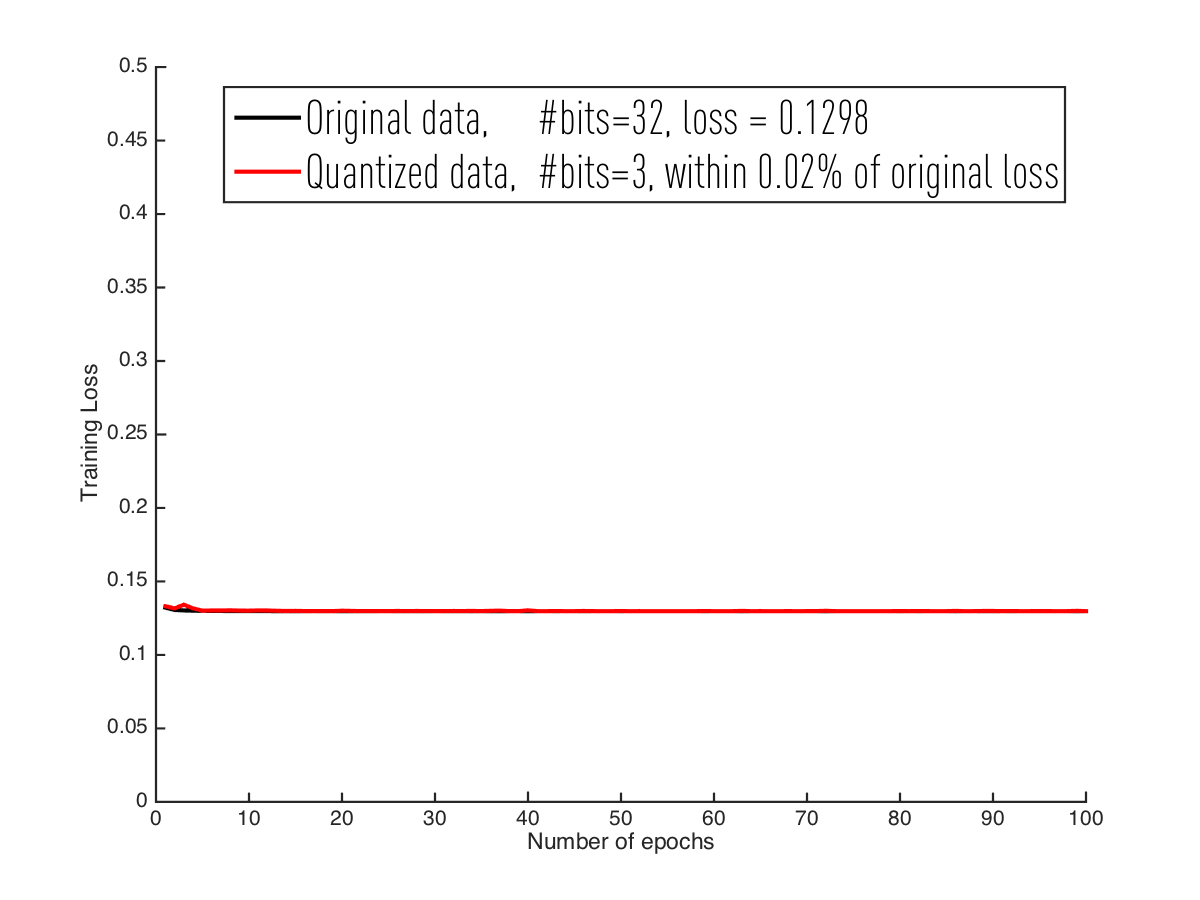 Original data, #bits=32, loss = 0.1298
Quantized data, #bits=3, within 0.02% of original loss
0.5
0.45
0.4
0.35
0.3
0.25
0.2
0.15
0.1
0.05
0
Training Loss
0 10 20 30 40 50 60 70 80 90 100
Number of epochs